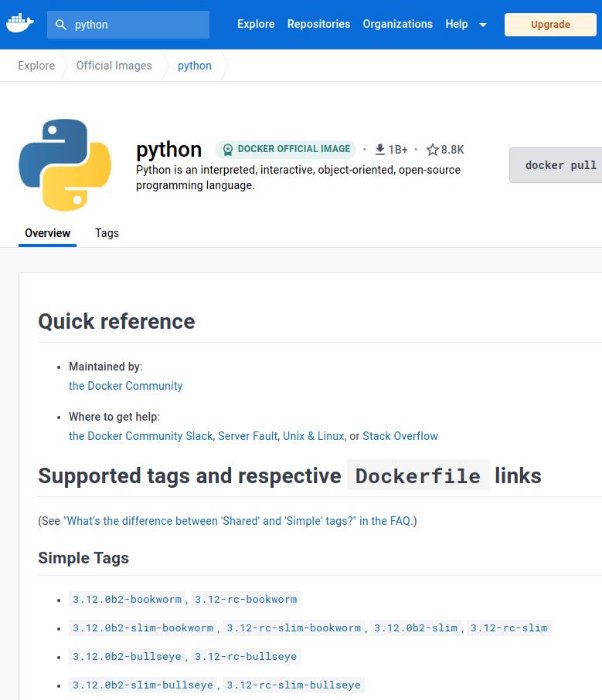 python
Explore Repositories Organizations Help Upgrade
Explore Official Images python
python DOCKER OFFICIAL IMAGE · 1B+ · 8.8K
Python is an interpreted, interactive, object-oriented, open-source
programming language.
docker pull
Overview Tags
Quick reference
• Maintained by:
the Docker Community
• Where to get help:
the Docker Community Slack, Server Fault, Unix & Linux, or Stack Overflow
Supported tags and respective Dockerfile links
(See "What's the difference between 'Shared' and 'Simple' tags?" in the FAQ.)
Simple Tags
• 3.12.0b2-bookworm, 3.12-rc-bookworm
• 3.12.0b2-slim-bookworm, 3.12-rc-slim-bookworm, 3.12.0b2-slim, 3.12-rc-slim
• 3.12.0b2-bullseye, 3.12-rc-bullseye
• 3.12.0b2-slim-bullseye, 3.12-rc-slim-bullseye